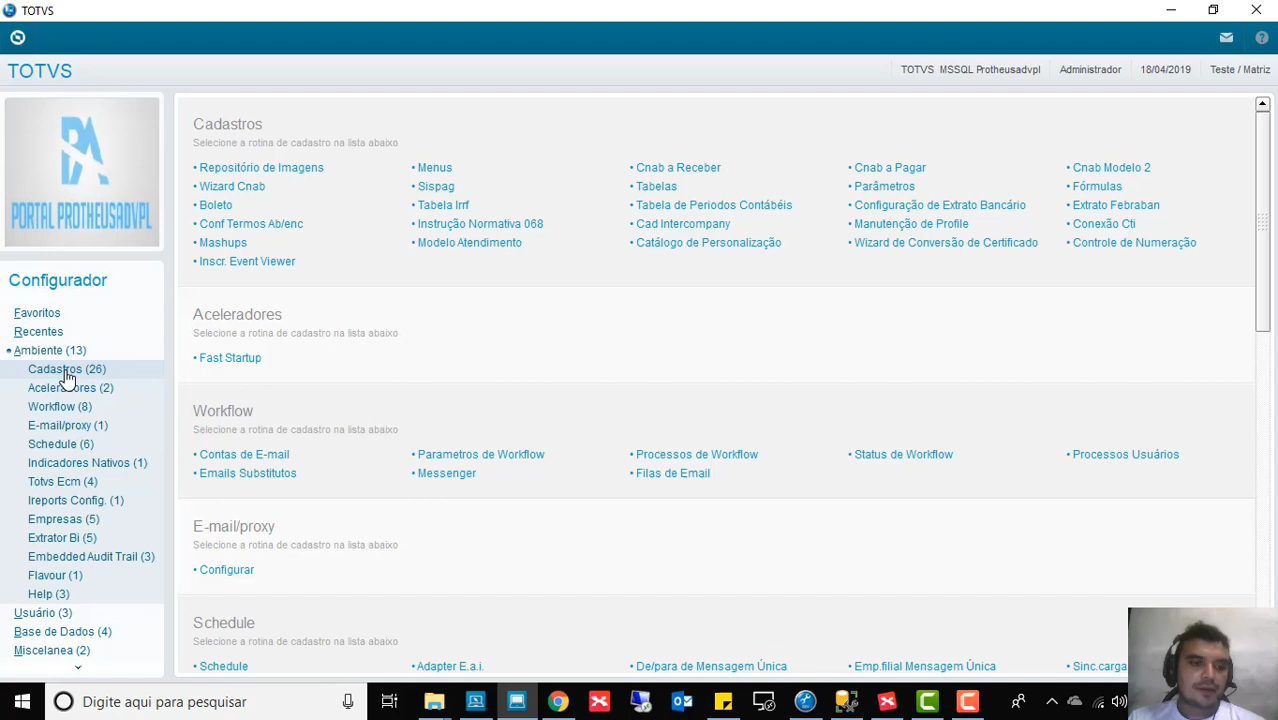 TOTVS
TOTVS
TOTVS MSSQL Protheusadvpl
Administrador
18/04/2019
Teste / Matriz
PORTAL PROTHEUSADVPL
Configurador
Favoritos
Recentes
Ambiente (13)
Cadastros (26)
Aceleradores (2)
Workflow (8)
E-mail/proxy (1)
Schedule (6)
Indicadores Nativos (1)
Totvs Ecm (4)
Ireports Config. (1)
Empresas (5)
Extrator Bi (5)
Embedded Audit Trail (3)
Flavour (1)
Help (3)
Usuário (3)
Base de Dados (4)
Miscelanea (2)
Cadastros
Selecione a rotina de cadastro na lista abaixo
• Repositório de Imagens • Menus • Cnab a Receber • Cnab a Pagar • Cnab Modelo 2
• Wizard Cnab • Sispag • Tabelas • Parâmetros • Fórmulas
• Boleto • Tabela Irrf • Tabela de Periodos Contábeis • Configuração de Extrato Bancário • Extrato Febraban
• Conf Termos Ab/enc • Instrução Normativa 068 • Cad Intercompany • Manutenção de Profile • Conexão Cti
• Mashups • Modelo Atendimento • Catálogo de Personalização • Wizard de Conversão de Certificado • Controle de Numeração
• Inscr. Event Viewer
Aceleradores
Selecione a rotina de cadastro na lista abaixo
• Fast Startup
Workflow
Selecione a rotina de cadastro na lista abaixo
• Contas de E-mail • Parametros de Workflow • Processos de Workflow • Status de Workflow • Processos Usuários
• Emails Substitutos • Messenger • Filas de Email
E-mail/proxy
Selecione a rotina de cadastro na lista abaixo
• Configurar
Schedule
Selecione a rotina de cadastro na lista abaixo
• Schedule • Adapter E.a.i. • De/para de Mensagem Única • Emp.filial Mensagem Única • Sinc.carga
Digite aqui para pesquisar